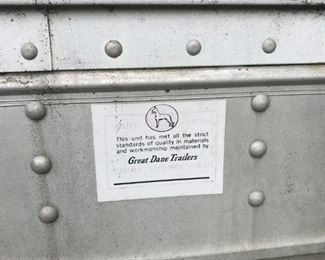 This unit has met all the strict
standards of quality in materials
and workmanship maintained by
Great Dane Trailers